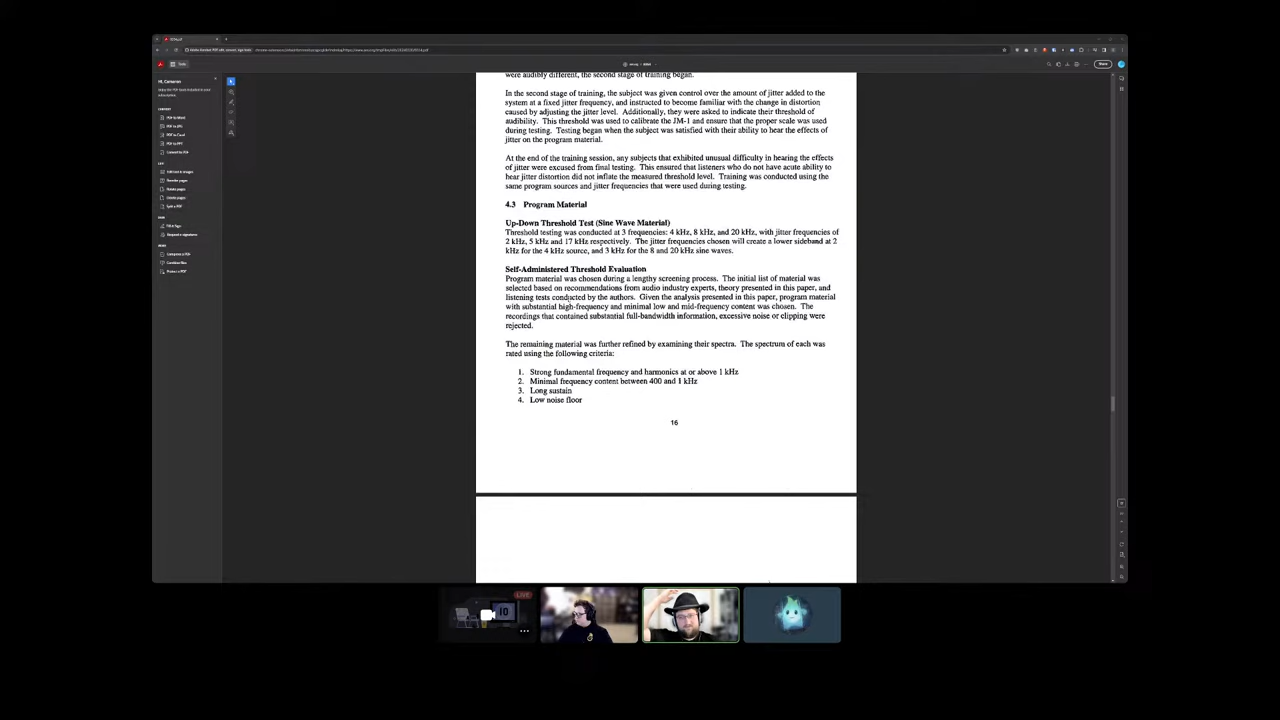 Hi, Cameron
Share
were audibly different, the second stage of training began.
In the second stage of training, the subject was given control over the amount of jitter added to the
system at a fixed jitter frequency, and instructed to become familiar with the change in distortion
caused by adjusting the jitter level. Additionally, they were asked to indicate their threshold of
audibility. This threshold was used to calibrate the JM-1 and ensure that the proper scale was used
during testing. Testing began when the subject was satisfied with their ability to hear the effects of
jitter on the program material.
At the end of the training session, any subjects that exhibited unusual difficulty in hearing the effects
of jitter were excused from final testing. This ensured that listeners who do not have acute ability to
hear jitter distortion did not inflate the measured threshold level. Training was conducted using the
same program sources and jitter frequencies that were used during testing.
4.3 Program Material
Up-Down Threshold Test (Sine Wave Material)
Threshold testing was conducted at 3 frequencies: 4 kHz, 8 kHz, and 20 kHz, with jitter frequencies of
2 kHz, 5 kHz and 17 kHz respectively. The jitter frequencies chosen will create a lower sideband at 2
kHz for the 4 kHz source, and 3 kHz for the 8 and 20 kHz sine waves.
Self-Administered Threshold Evaluation
Program material was chosen during a lengthy screening process. The initial list of material was
selected based on recommendations from audio industry experts, theory presented in this paper, and
listening tests conducted by the authors. Given the analysis presented in this paper, program material
with substantial high-frequency and minimal low and mid-frequency content was chosen. The
recordings that contained substantial full-bandwidth information, excessive noise or clipping were
rejected.
The remaining material was further refined by examining their spectra. The spectrum of each was
rated using the following criteria:
1. Strong fundamental frequency and harmonics at or above 1 kHz
2. Minimal frequency content between 400 and 1 kHz
3. Long sustain
4. Low noise floor
16
LIVE
10